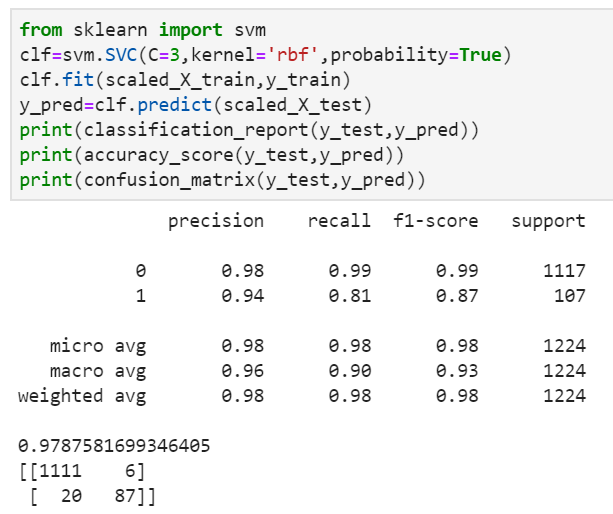 from sklearn import svm
clf=svm.SVC(C=3,kernel='rbf',probability=True)
clf.fit(scaled_X_train,y_train)
y_pred=clf.predict(scaled_X_test)
print(classification_report(y_test,y_pred))
print(accuracy_score(y_test,y_pred))
print(confusion_matrix(y_test,y_pred))
precision recall f1-score support
0 0.98 0.99 0.99 1117
1 0.94 0.81 0.87 107
micro avg 0.98 0.98 0.98 1224
macro avg 0.96 0.90 0.93 1224
weighted avg 0.98 0.98 0.98 1224
0.9787581699346405
[[1111 6]
[ 20 87]]